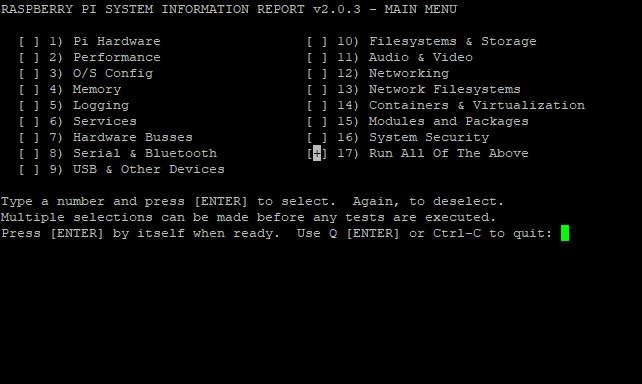 RASPBERRY PI SYSTEM INFORMATION REPORT v2.0.3 - MAIN MENU
[ ] 1) Pi Hardware [ ] 10) Filesystems & Storage
[ ] 2) Performance [ ] 11) Audio & Video
[ ] 3) O/S Config [ ] 12) Networking
[ ] 4) Memory [ ] 13) Network Filesystems
[ ] 5) Logging [ ] 14) Containers & Virtualization
[ ] 6) Services [ ] 15) Modules and Packages
[ ] 7) Hardware Busses [ ] 16) System Security
[ ] 8) Serial & Bluetooth [+] 17) Run All Of The Above
[ ] 9) USB & Other Devices
Type a number and press [ENTER] to select.  Again, to deselect.
Multiple selections can be made before any tests are executed.
Press [ENTER] by itself when ready.  Use Q [ENTER] or Ctrl-C to quit: